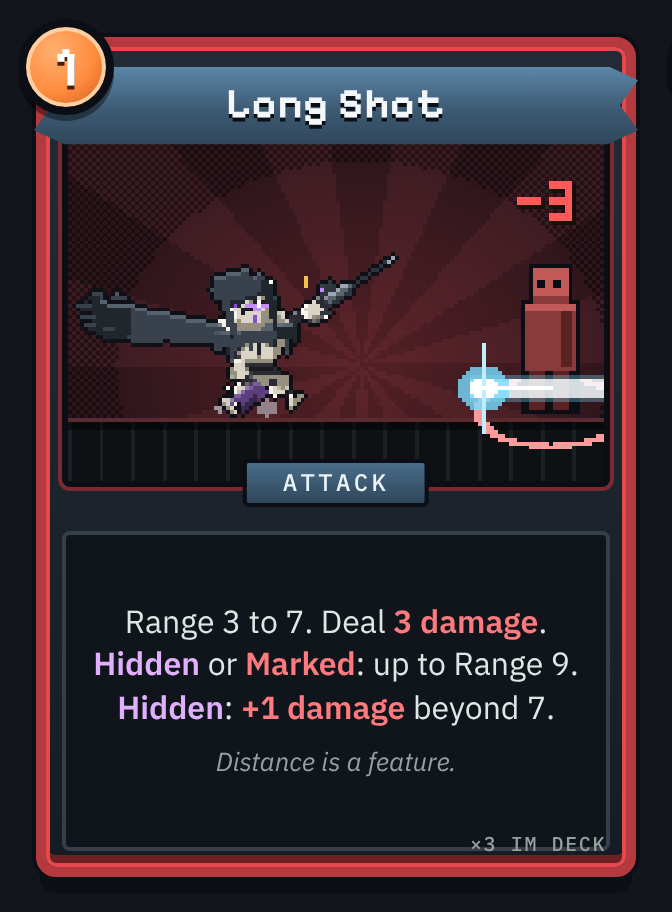 1
Long Shot
-3
ATTACK
Range 3 to 7. Deal 3 damage.
Hidden or Marked: up to Range 9.
Hidden: +1 damage beyond 7.
Distance is a feature.
×3 IM DECK